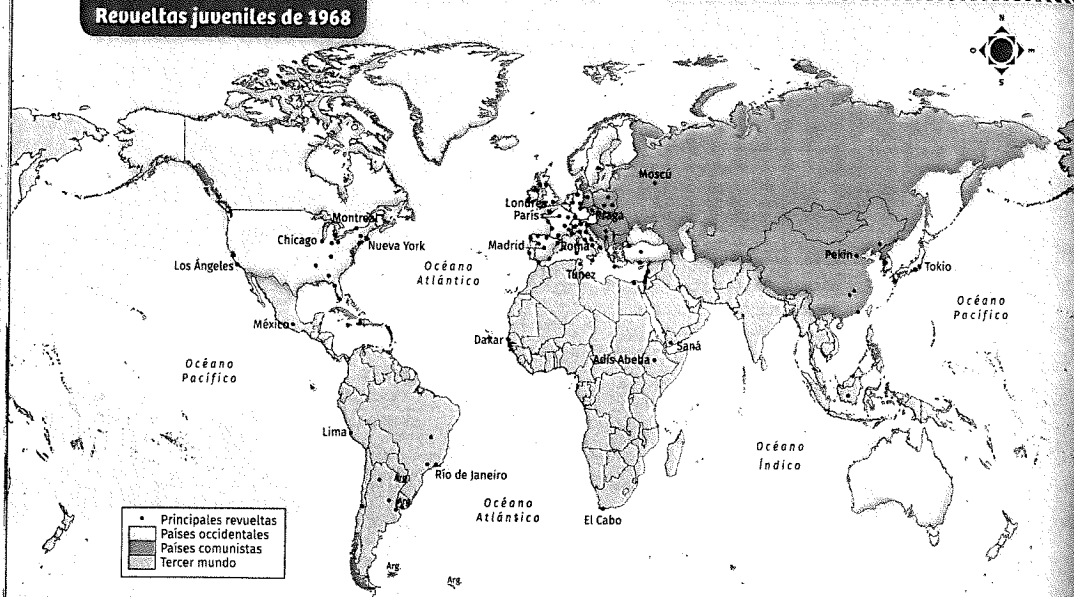 Revueltas juveniles de 1968
N
O
E
S
Moscú
Londres
París
Praga
Montreal
Chicago
Nueva York
Madrid
Roma
Pekín
Los Ángeles
Océano
Atlántico
Túnez
Tokio
Océano
Pacífico
México
Dakar
Saná
Adís Abeba
Océano
Pacífico
Lima
Océano
Índico
Río de Janeiro
Arg.
Arg.
Océano
Atlántico
El Cabo
Principales revueltas
Países occidentales
Países comunistas
Tercer mundo
Arg.
Arg.